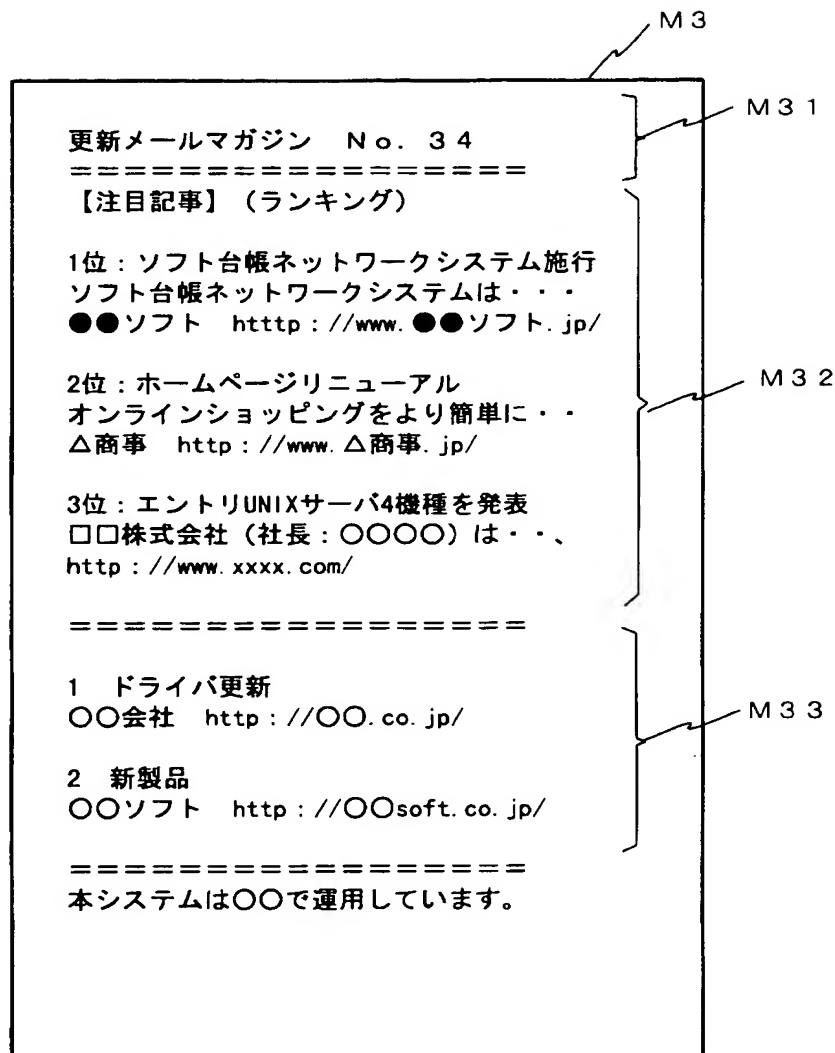 M3
M31
更新メールマガジン　No. 34
=================
【注目記事】（ランキング）
1位：ソフト台帳ネットワークシステム施行
ソフト台帳ネットワークシステムは・・・
●●ソフト　htttp：//www.●●ソフト.jp/
M32
2位：ホームページリニューアル
オンラインショッピングをより簡単に・・
△商事　http：//www.△商事.jp/
3位：エントリUNIXサーバ4機種を発表
□□株式会社（社長：〇〇〇〇）は・・、
http：//www.xxxx.com/
=================
M33
1　ドライバ更新
〇〇会社　http：//〇〇.co.jp/
2　新製品
〇〇ソフト　http：//〇〇soft.co.jp/
=================
本システムは〇〇で運用しています。